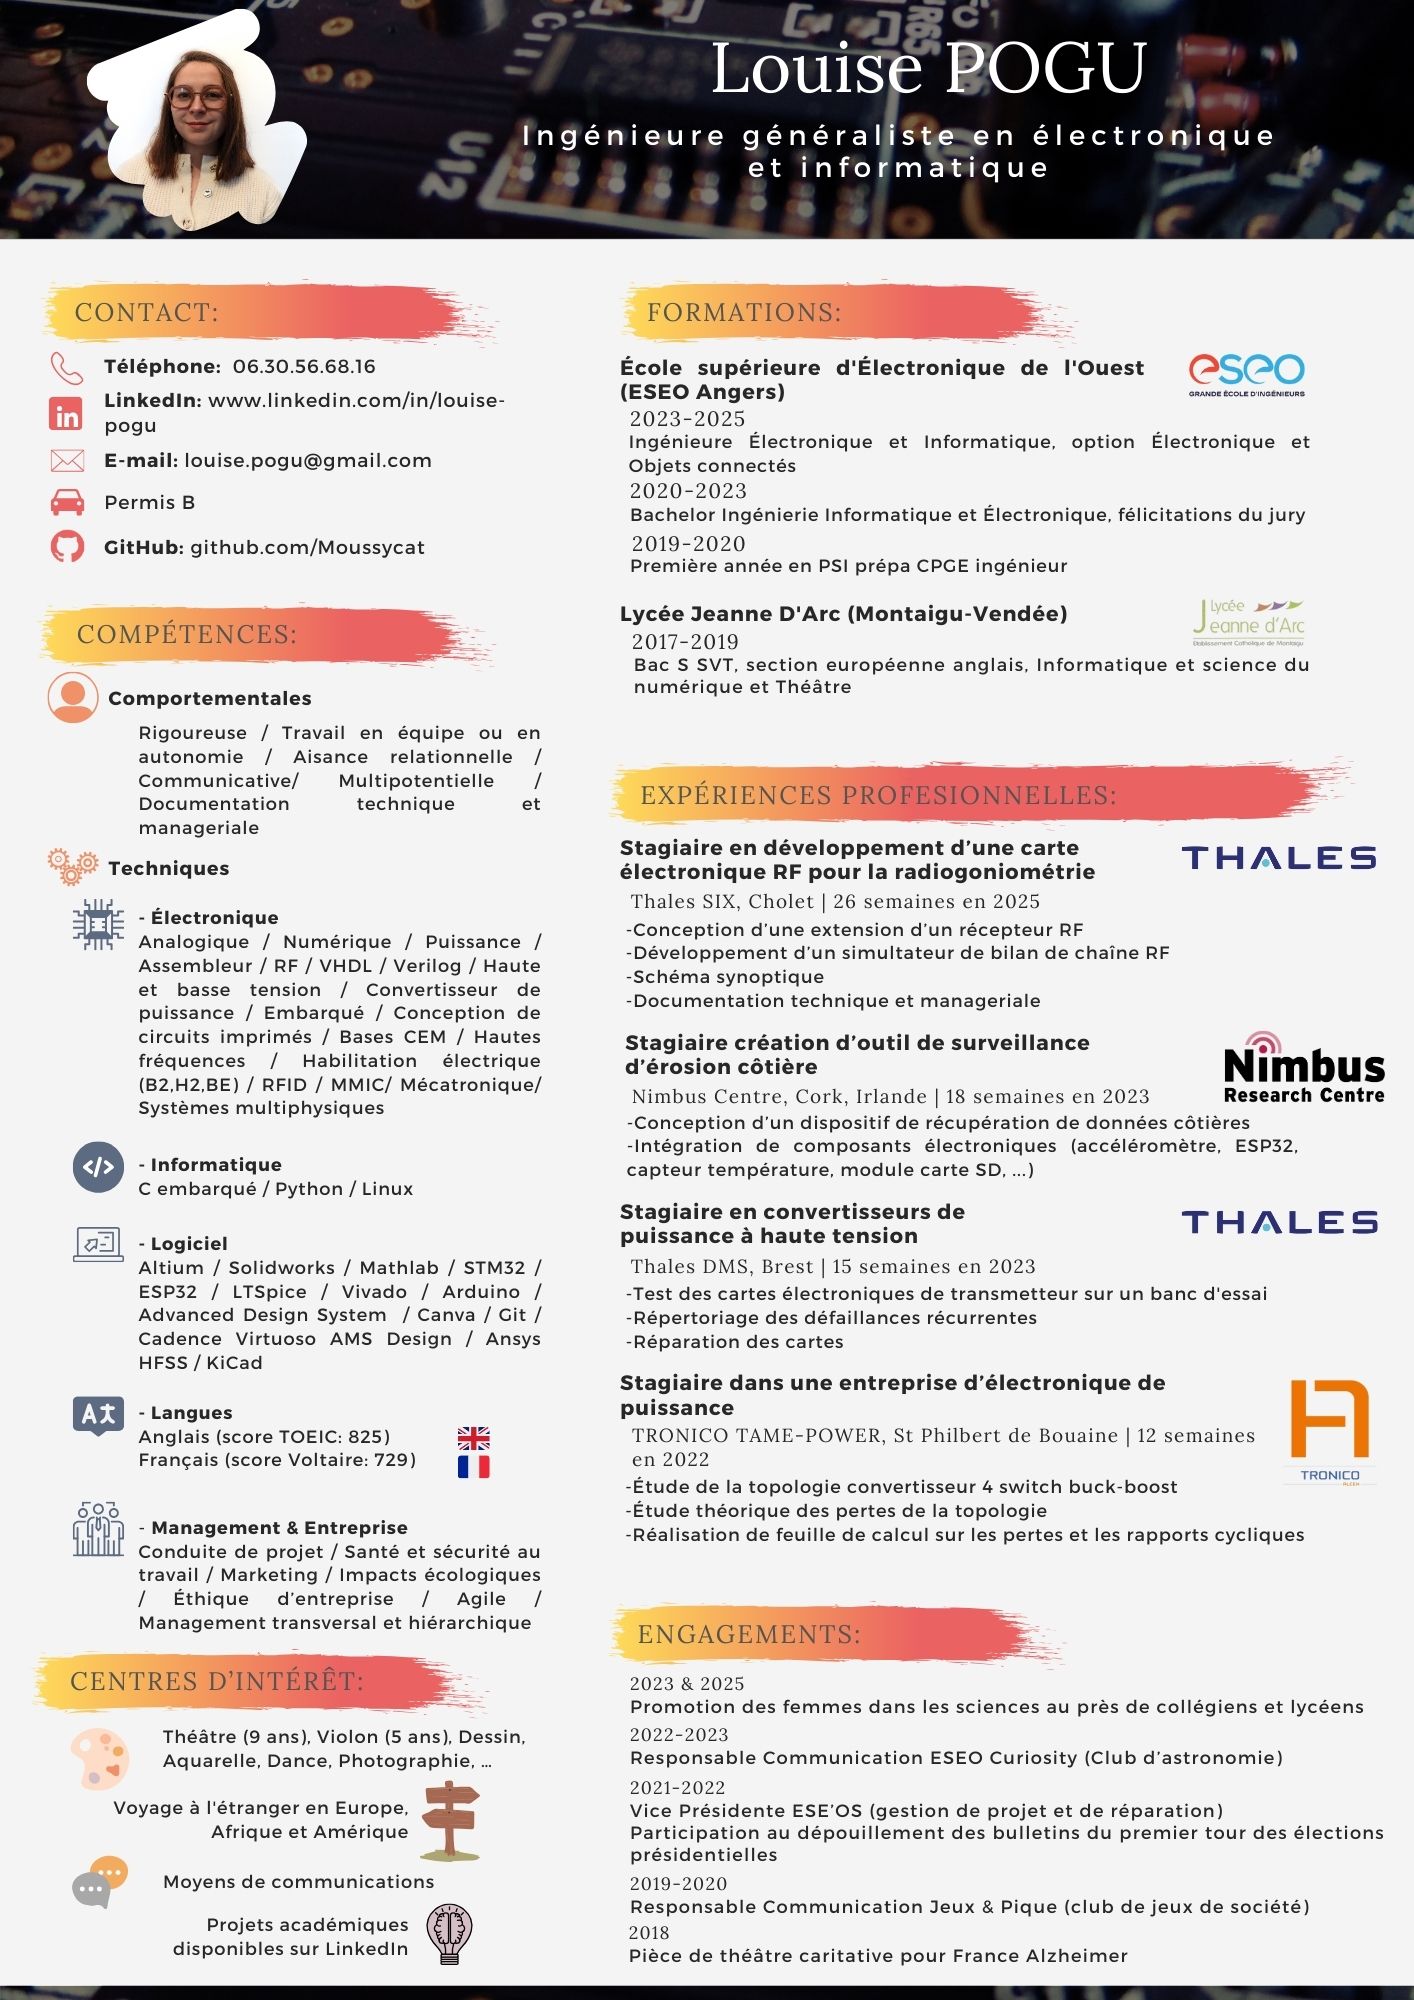 Louise POGU
Ingénieure généraliste en électronique
et informatique
U12
CONTACT:
Téléphone: 06.30.56.68.16
LinkedIn: www.linkedin.com/in/louise-
pogu
E-mail: louise.pogu@gmail.com
Permis B
GitHub: github.com/Moussycat
COMPÉTENCES:
Comportementales
Rigoureuse / Travail en équipe ou en
autonomie / Aisance relationnelle /
Communicative/ Multipotentielle /
Documentation technique et
manageriale
Techniques
- Électronique
Analogique / Numérique / Puissance /
Assembleur / RF / VHDL / Verilog / Haute
et basse tension / Convertisseur de
puissance / Embarqué / Conception de
circuits imprimés / Bases CEM / Hautes
fréquences / Habilitation électrique
(B2,H2,BE) / RFID / MMIC/ Mécatronique/
Systèmes multiphysiques
- Informatique
C embarqué / Python / Linux
- Logiciel
Altium / Solidworks / Mathlab / STM32 /
ESP32 / LTSpice / Vivado / Arduino /
Advanced Design System / Canva / Git /
Cadence Virtuoso AMS Design / Ansys
HFSS / KiCad
- Langues
Anglais (score TOEIC: 825)
Français (score Voltaire: 729)
- Management & Entreprise
Conduite de projet / Santé et sécurité au
travail / Marketing / Impacts écologiques
/ Éthique d’entreprise / Agile /
Management transversal et hiérarchique
CENTRES D’INTÉRÊT:
Théâtre (9 ans), Violon (5 ans), Dessin,
Aquarelle, Dance, Photographie, ...
Voyage à l'étranger en Europe,
Afrique et Amérique
Moyens de communications
Projets académiques
disponibles sur LinkedIn
FORMATIONS:
École supérieure d'Électronique de l'Ouest
(ESEO Angers)
eseo
GRANDE ÉCOLE D'INGÉNIEURS
2023-2025
Ingénieure Électronique et Informatique, option Électronique et
Objets connectés
2020-2023
Bachelor Ingénierie Informatique et Électronique, félicitations du jury
2019-2020
Première année en PSI prépa CPGE ingénieur
Lycée Jeanne D'Arc (Montaigu-Vendée)
Lycée
Jeanne d'Arc
Etablissement Catholique de Montaigu
2017-2019
Bac S SVT, section européenne anglais, Informatique et science du
numérique et Théâtre
EXPÉRIENCES PROFESIONNELLES:
Stagiaire en développement d’une carte
électronique RF pour la radiogoniométrie
THALES
Thales SIX, Cholet | 26 semaines en 2025
-Conception d’une extension d’un récepteur RF
-Développement d’un simultateur de bilan de chaîne RF
-Schéma synoptique
-Documentation technique et manageriale
Stagiaire création d’outil de surveillance
d’érosion côtière
Nimbus
Research Centre
Nimbus Centre, Cork, Irlande | 18 semaines en 2023
-Conception d’un dispositif de récupération de données côtières
-Intégration de composants électroniques (accéléromètre, ESP32,
capteur température, module carte SD, ...)
Stagiaire en convertisseurs de
puissance à haute tension
THALES
Thales DMS, Brest | 15 semaines en 2023
-Test des cartes électroniques de transmetteur sur un banc d'essai
-Répertoriage des défaillances récurrentes
-Réparation des cartes
Stagiaire dans une entreprise d’électronique de
puissance
TRONICO
ALCEN
TRONICO TAME-POWER, St Philbert de Bouaine | 12 semaines
en 2022
-Étude de la topologie convertisseur 4 switch buck-boost
-Étude théorique des pertes de la topologie
-Réalisation de feuille de calcul sur les pertes et les rapports cycliques
ENGAGEMENTS:
2023 & 2025
Promotion des femmes dans les sciences au près de collégiens et lycéens
2022-2023
Responsable Communication ESEO Curiosity (Club d’astronomie)
2021-2022
Vice Présidente ESE’OS (gestion de projet et de réparation)
Participation au dépouillement des bulletins du premier tour des élections
présidentielles
2019-2020
Responsable Communication Jeux & Pique (club de jeux de société)
2018
Pièce de théâtre caritative pour France Alzheimer